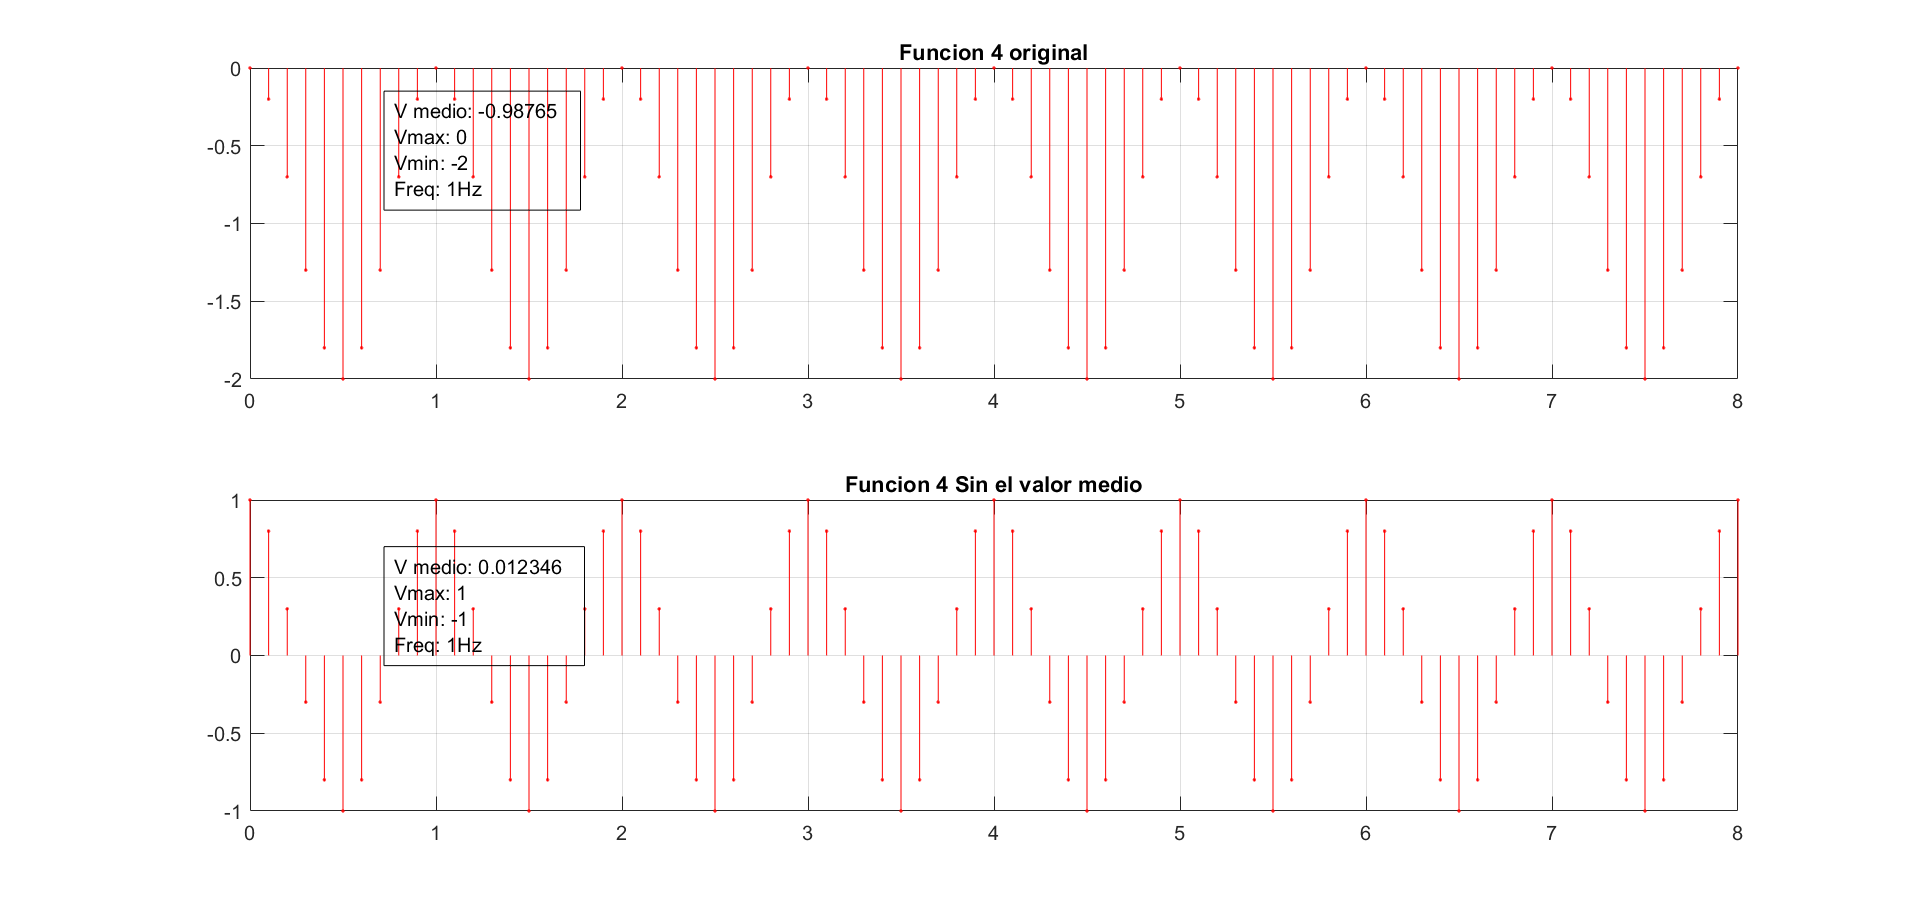 Funcion 4 original
0
-0.5
-1
-1.5
-2
V medio: -0.98765
Vmax: 0
Vmin: -2
Freq: 1Hz
0 1 2 3 4 5 6 7 8
Funcion 4 Sin el valor medio
1
0.5
0
-0.5
-1
V medio: 0.012346
Vmax: 1
Vmin: -1
Freq: 1Hz
0 1 2 3 4 5 6 7 8